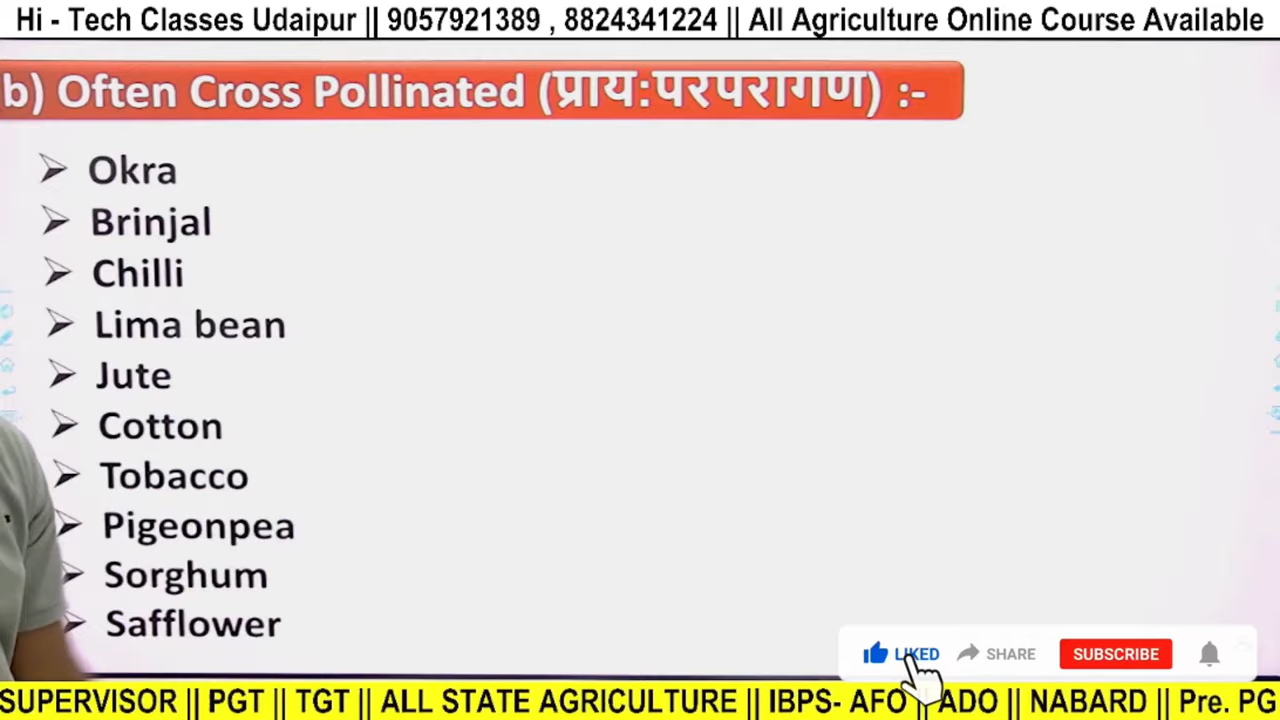 Hi - Tech Classes Udaipur || 9057921389 , 8824341224 || All Agriculture Online Course Available
b) Often Cross Pollinated (प्राय:परपरागण) :-
Okra
Brinjal
Chilli
Lima bean
Jute
Cotton
Tobacco
Pigeonpea
Sorghum
Safflower
LIKED SHARE SUBSCRIBE
SUPERVISOR || PGT || TGT || ALL STATE AGRICULTURE || IBPS- AFO || ADO || NABARD || Pre. PG